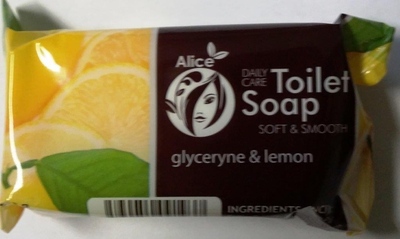 Alice
DAILY
CARE
Toilet
Soap
SOFT & SMOOTH
glyceryne & lemon
INGREDIENTS